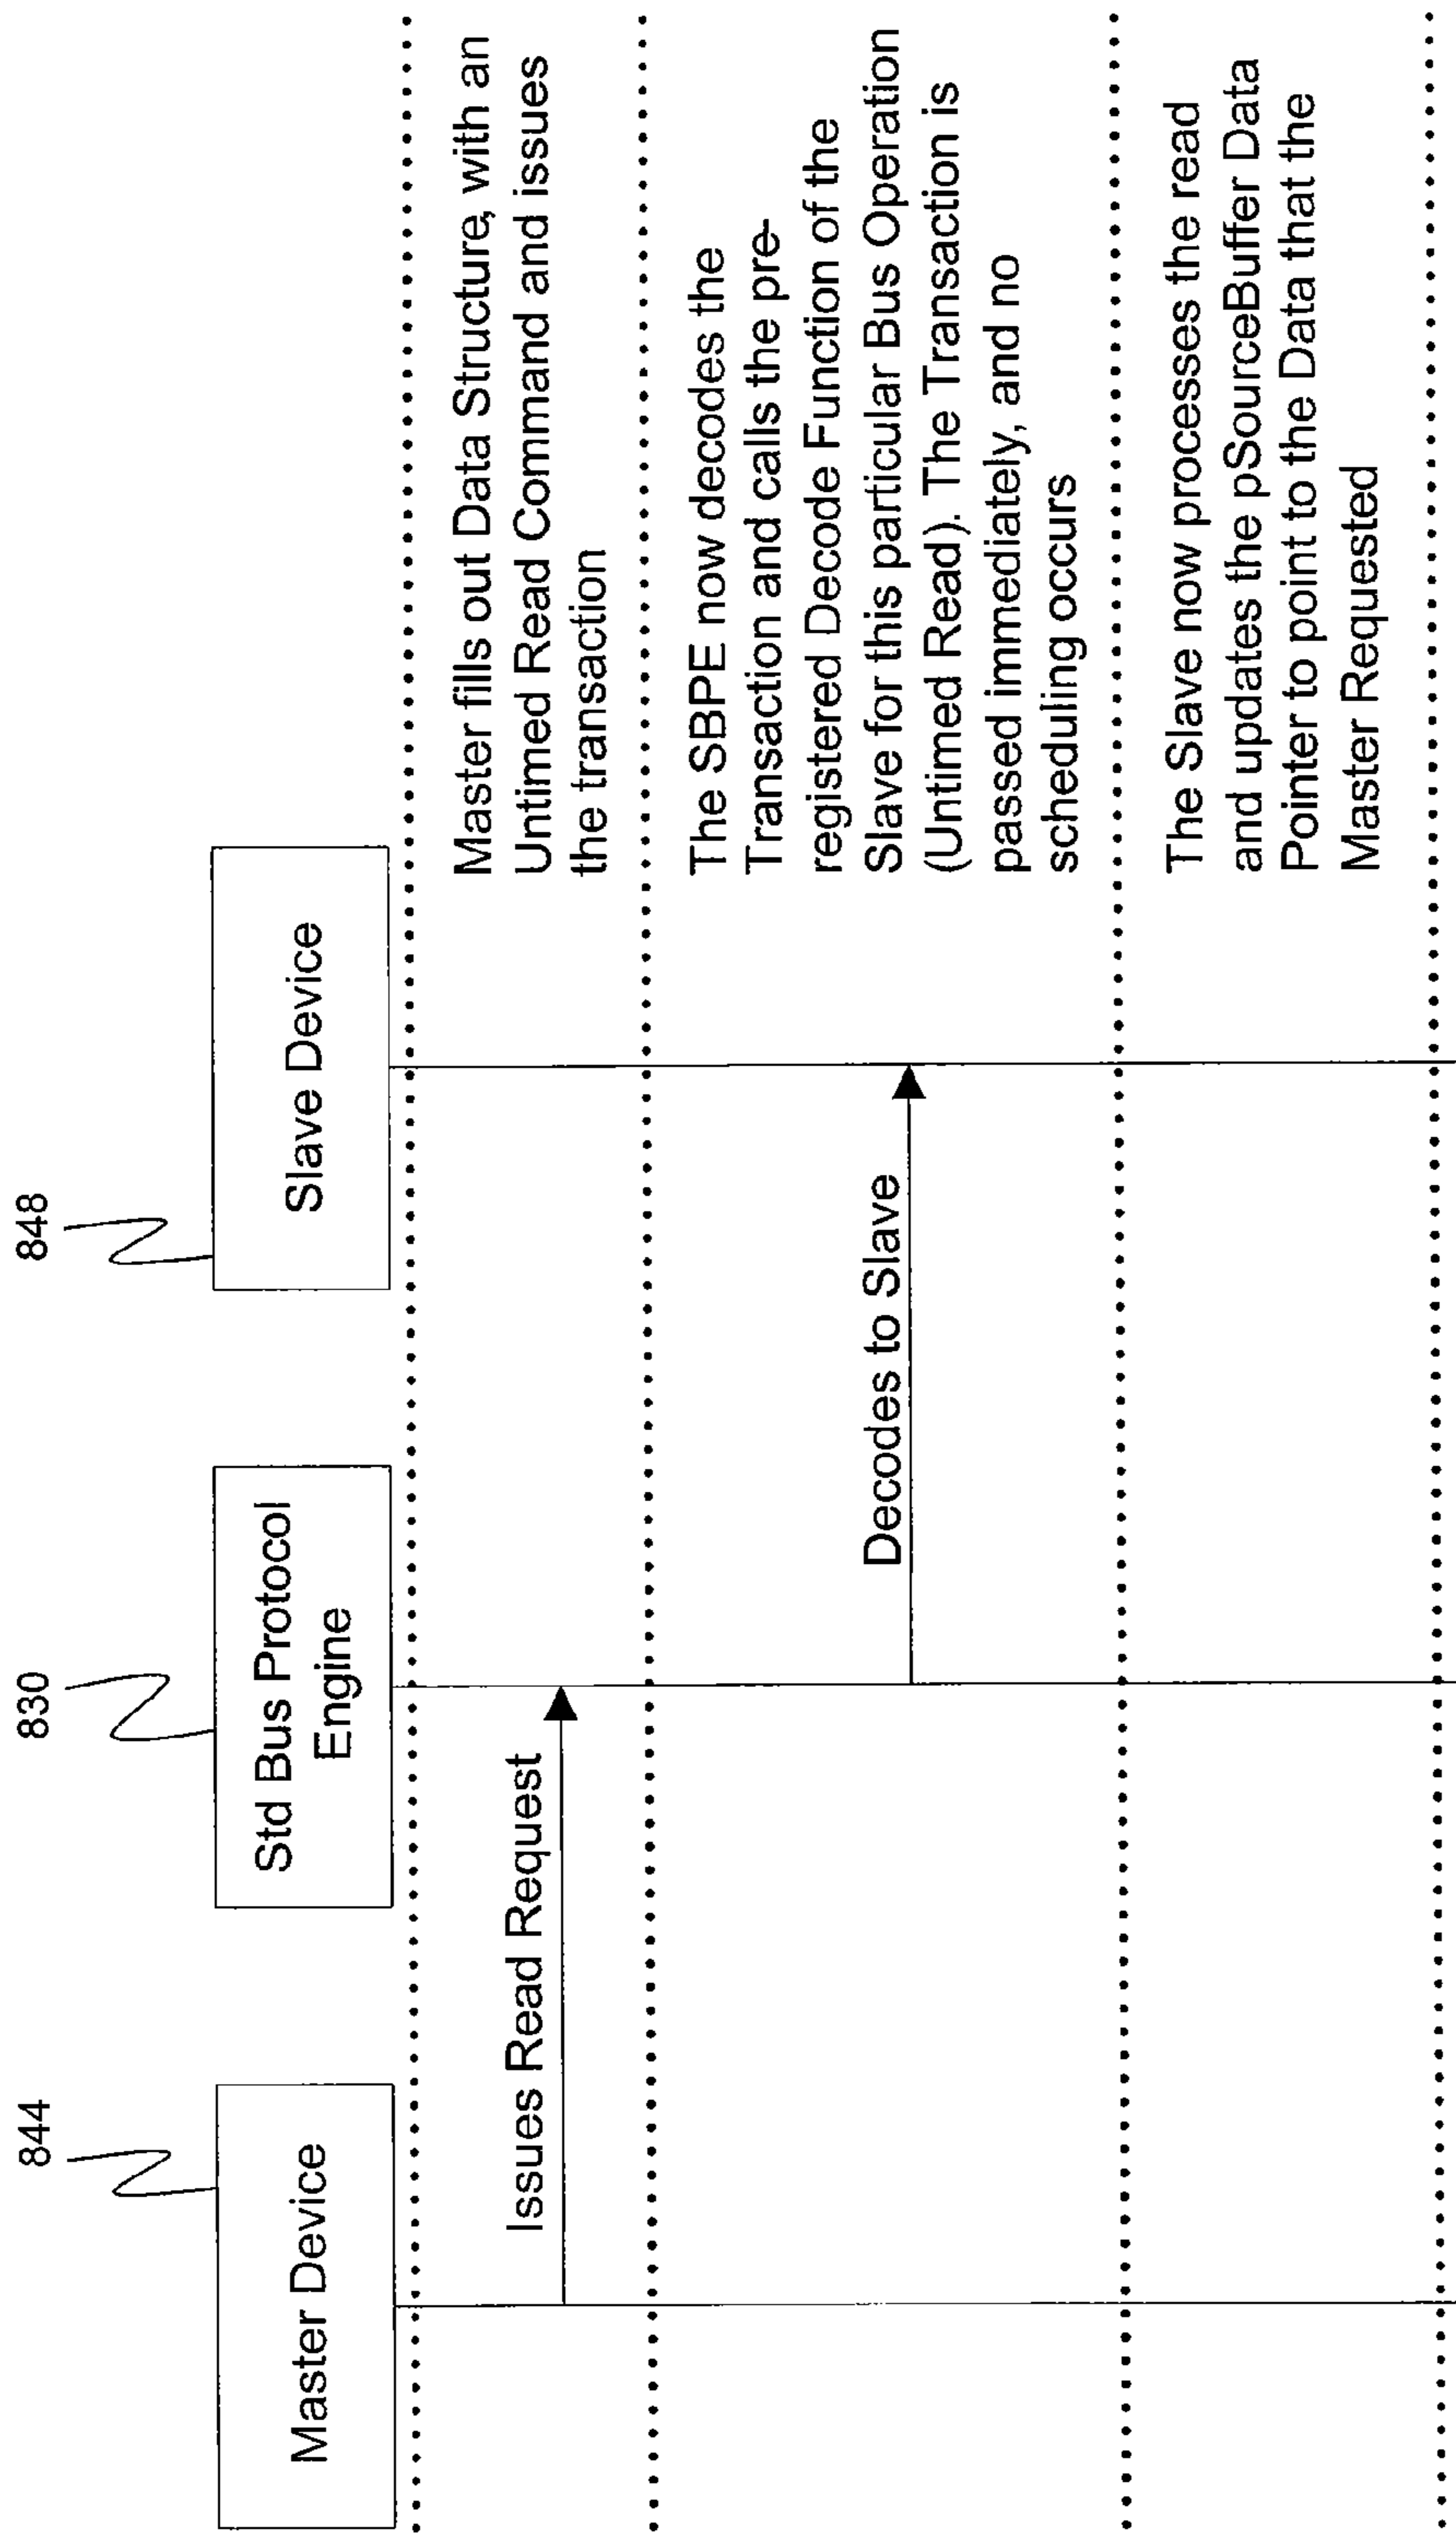 844
830
848
Master Device
Std Bus Protocol
Engine
Slave Device
Issues Read Request
Master fills out Data Structure, with an
Untimed Read Command and issues
the transaction
Decodes to Slave
The SBPE now decodes the
Transaction and calls the pre-
registered Decode Function of the
Slave for this particular Bus Operation
(Untimed Read). The Transaction is
passed immediately, and no
scheduling occurs
The Slave now processes the read
and updates the pSourceBuffer Data
Pointer to point to the Data that the
Master Requested